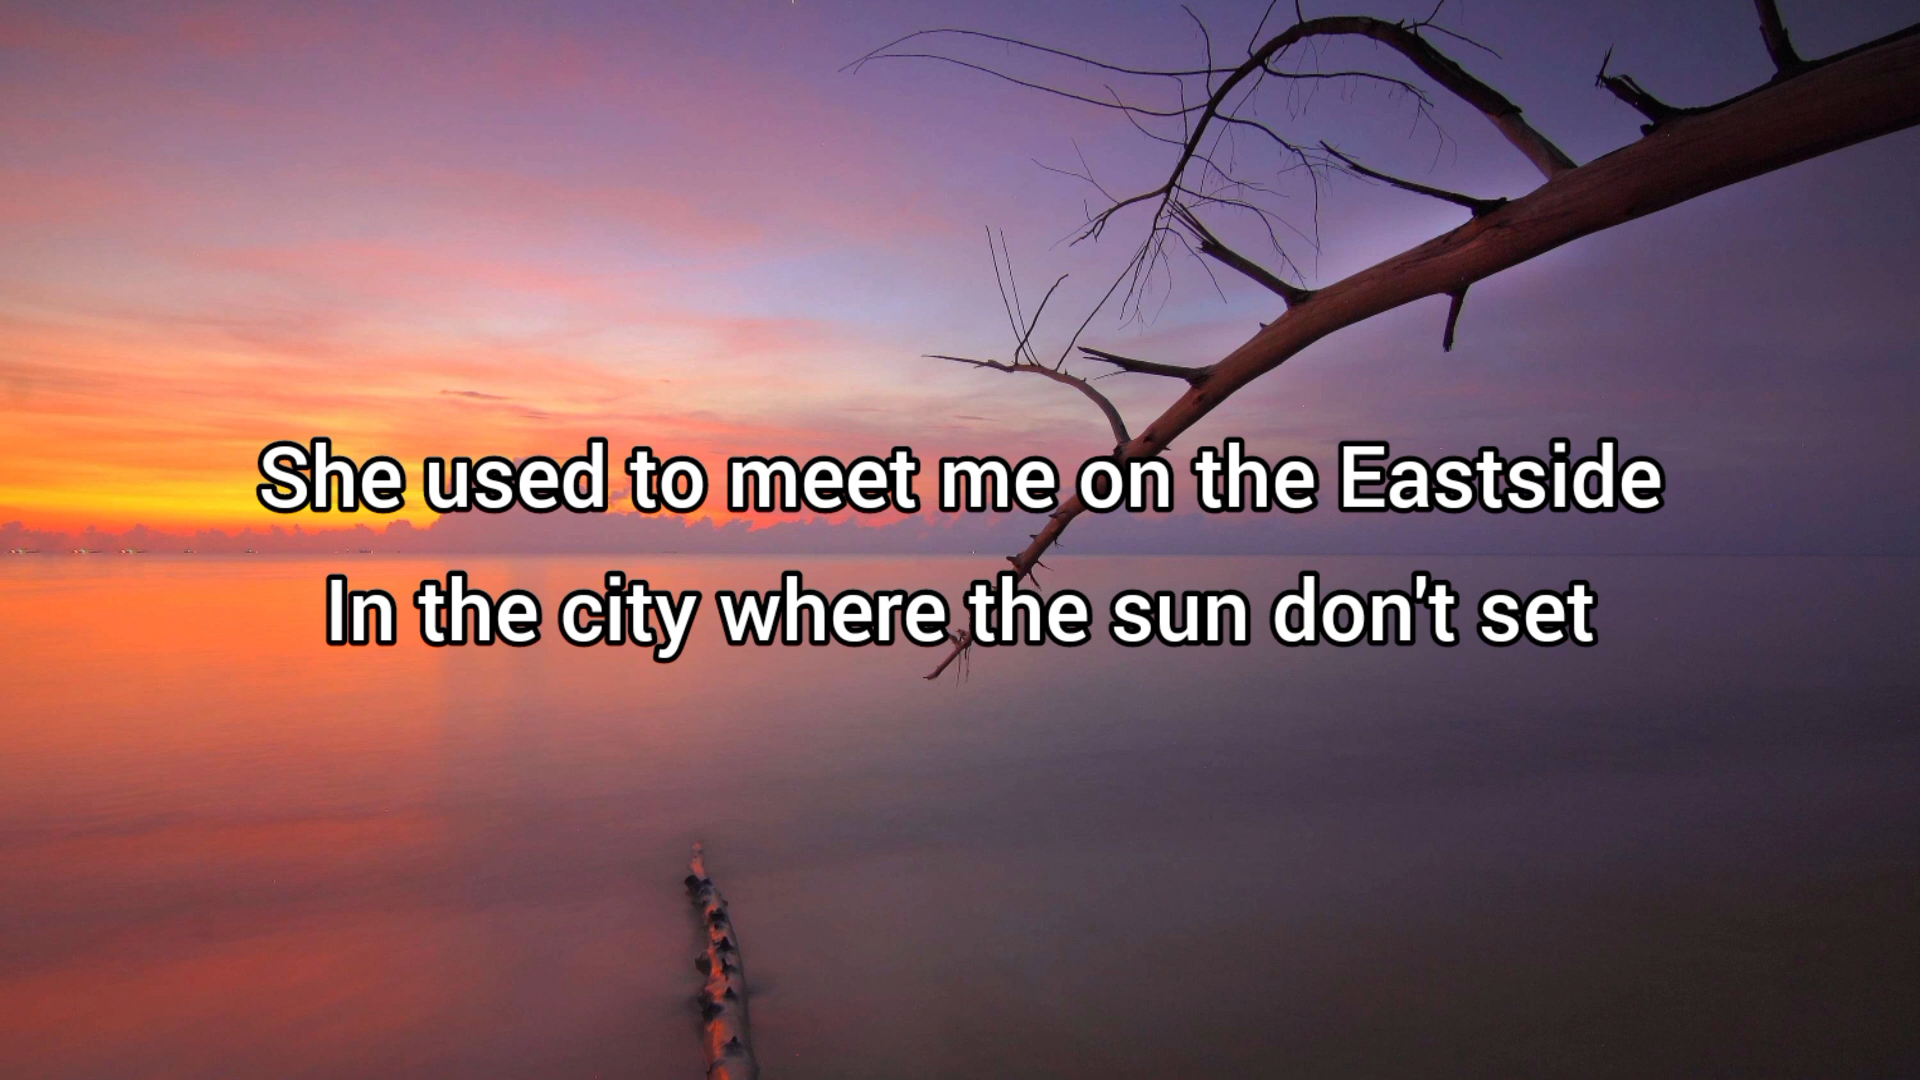 She used to meet me on the Eastside
In the city where the sun don't set